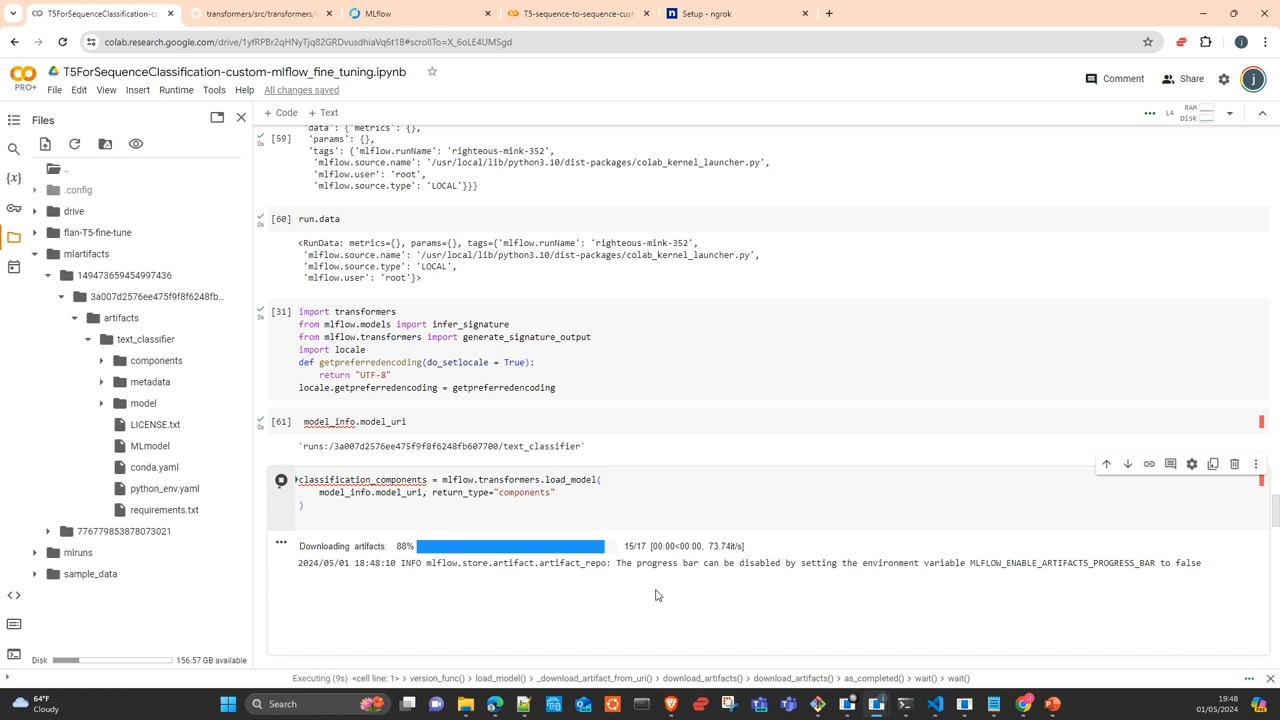 T5ForSequenceClassification-cus
transformers/src/transformers/t
MLflow
T5-sequence-to-sequence-cust
Setup - ngrok
colab.research.google.com/drive/1yfRPBr2qHNyTjq82GRDvusdhiaVq6t1B#scrollTo=X_6oLE4UMSgd
T5ForSequenceClassification-custom-mlflow_fine_tuning.ipynb
PRO+
File Edit View Insert Runtime Tools Help All changes saved
Comment
Share
j
Files
+ Code + Text
L4
RAM
Disk
..
.config
drive
flan-T5-fine-tune
mlartifacts
149473659454997436
3a007d2576ee475f9f8f6248fb...
artifacts
text_classifier
components
metadata
model
LICENSE.txt
MLmodel
conda.yaml
python_env.yaml
requirements.txt
776779853878073021
mlruns
sample_data
Disk 156.57 GB available
'data': {'metrics': {},
[59] 'params': {},
0s
'tags': {'mlflow.runName': 'righteous-mink-352',
'mlflow.source.name': '/usr/local/lib/python3.10/dist-packages/colab_kernel_launcher.py',
'mlflow.user': 'root',
'mlflow.source.type': 'LOCAL'}}}
[60] run.data
0s
<RunData: metrics={}, params={}, tags={'mlflow.runName': 'righteous-mink-352',
'mlflow.source.name': '/usr/local/lib/python3.10/dist-packages/colab_kernel_launcher.py',
'mlflow.source.type': 'LOCAL',
'mlflow.user': 'root'}>
[31] import transformers
0s
from mlflow.models import infer_signature
from mlflow.transformers import generate_signature_output
import locale
def getpreferredencoding(do_setlocale = True):
return "UTF-8"
locale.getpreferredencoding = getpreferredencoding
[61] model_info.model_uri
0s
'runs:/3a007d2576ee475f9f8f6248fb607700/text_classifier'
classification_components = mlflow.transformers.load_model(
model_info.model_uri, return_type="components"
)
Downloading artifacts: 88% 15/17 [00:00<00:00, 73.74it/s]
2024/05/01 18:48:10 INFO mlflow.store.artifact.artifact_repo: The progress bar can be disabled by setting the environment variable MLFLOW_ENABLE_ARTIFACTS_PROGRESS_BAR to false
Executing (9s) <cell line: 1> > version_func() > load_model() > _download_artifact_from_uri() > download_artifacts() > download_artifacts() > as_completed() > wait() > wait()
64°F
Cloudy
Search
19:48
01/05/2024